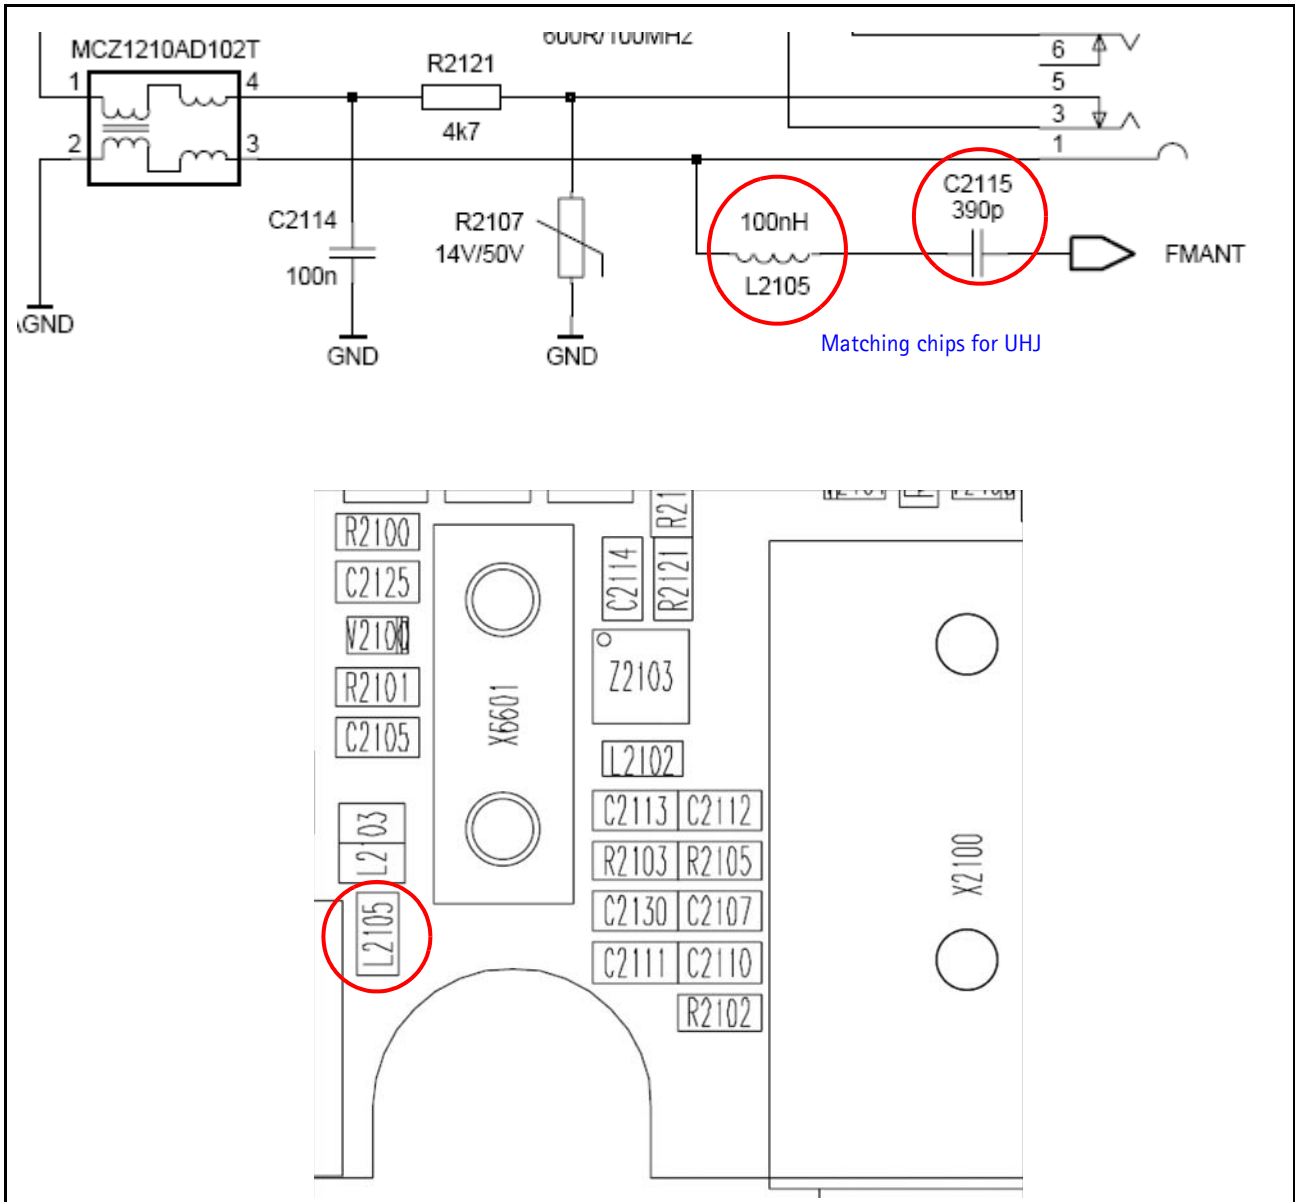 600R/100MHz
MCZ1210AD102T
R2121
6
1
4
5
4k7
3
2
3
1
C2115
390p
C2114
100n
R2107
14V/50V
100nH
L2105
FMANT
GND
GND
GND
Matching chips for UHJ
R2100
C2125
V2100
R2101
C2105
L2103
L2105
X6601
C2114
R2121
Z2103
L2102
C2113 C2112
R2103 R2105
C2130 C2107
C2111 C2110
R2102
X2100